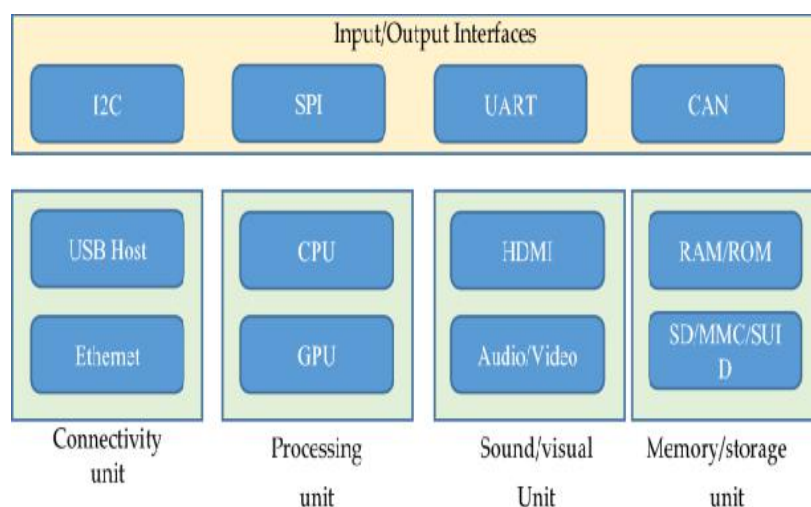 Input/Output Interfaces
I2C
SPI
UART
CAN
USB Host
CPU
HDMI
RAM/ROM
Ethernet
GPU
Audio/Video
SD/MMC/SUI
D
Connectivity
unit
Processing
unit
Sound/visual
Unit
Memory/storage
unit